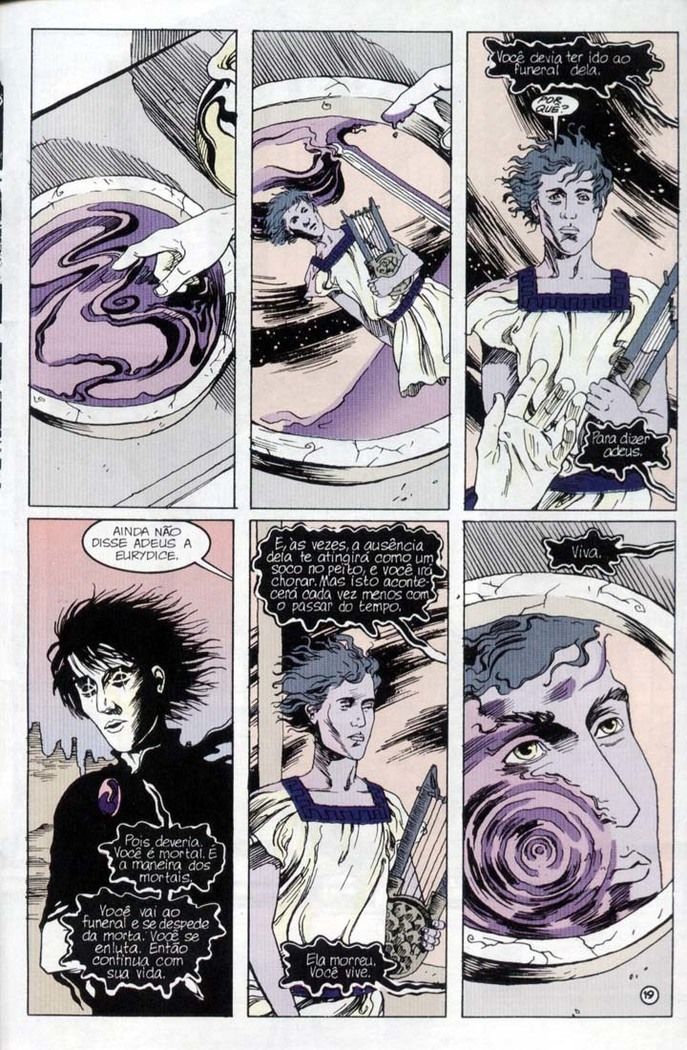 Você devia ter ido ao
funeral dela.
POR
QUÊ?
Para dizer
adeus.
AINDA NÃO
DISSE ADEUS A
EURYDICE.
Pois deveria.
Você é mortal. É
a maneira dos
mortais.
Você vai ao
funeral e se despede
da morta. Você se
enluta. Então
continua com
sua vida.
E, às vezes, a ausência
dela te atingirá como um
soco no peito, e você irá
chorar. Mas isto aconte-
cerá cada vez menos com
o passar do tempo.
Ela morreu.
Você vive.
Viva.
19